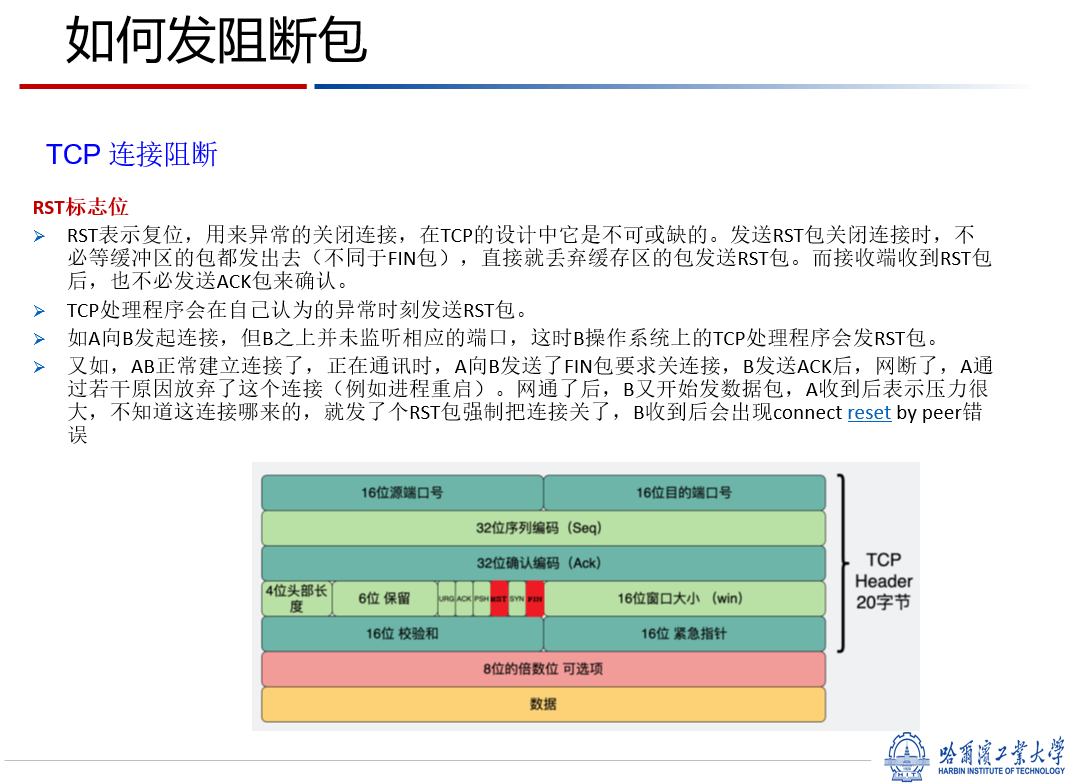 如何发阻断包
TCP 连接阻断
RST标志位
RST表示复位，用来异常的关闭连接，在TCP的设计中它是不可或缺的。发送RST包关闭连接时，不
必等缓冲区的包都发出去（不同于FIN包），直接就丢弃缓存区的包发送RST包。而接收端收到RST包
后，也不必发送ACK包来确认。
TCP处理程序会在自己认为的异常时刻发送RST包。
如A向B发起连接，但B之上并未监听相应的端口，这时B操作系统上的TCP处理程序会发RST包。
又如，AB正常建立连接了，正在通讯时，A向B发送了FIN包要求关连接，B发送ACK后，网断了，A通
过若干原因放弃了这个连接（例如进程重启）。网通了后，B又开始发数据包，A收到后表示压力很
大，不知道这连接哪来的，就发了个RST包强制把连接关了，B收到后会出现connect reset by peer错
误
16位源端口号 16位目的端口号
32位序列编码（Seq）
32位确认编码（Ack）
4位头部长度 6位 保留 URG ACK PSH RST SYN FIN 16位窗口大小 （win）
16位 校验和 16位 紧急指针
8位的倍数位 可选项
数据
TCP
Header
20字节
哈尔滨工业大学
HARBIN INSTITUTE OF TECHNOLOGY
HIT